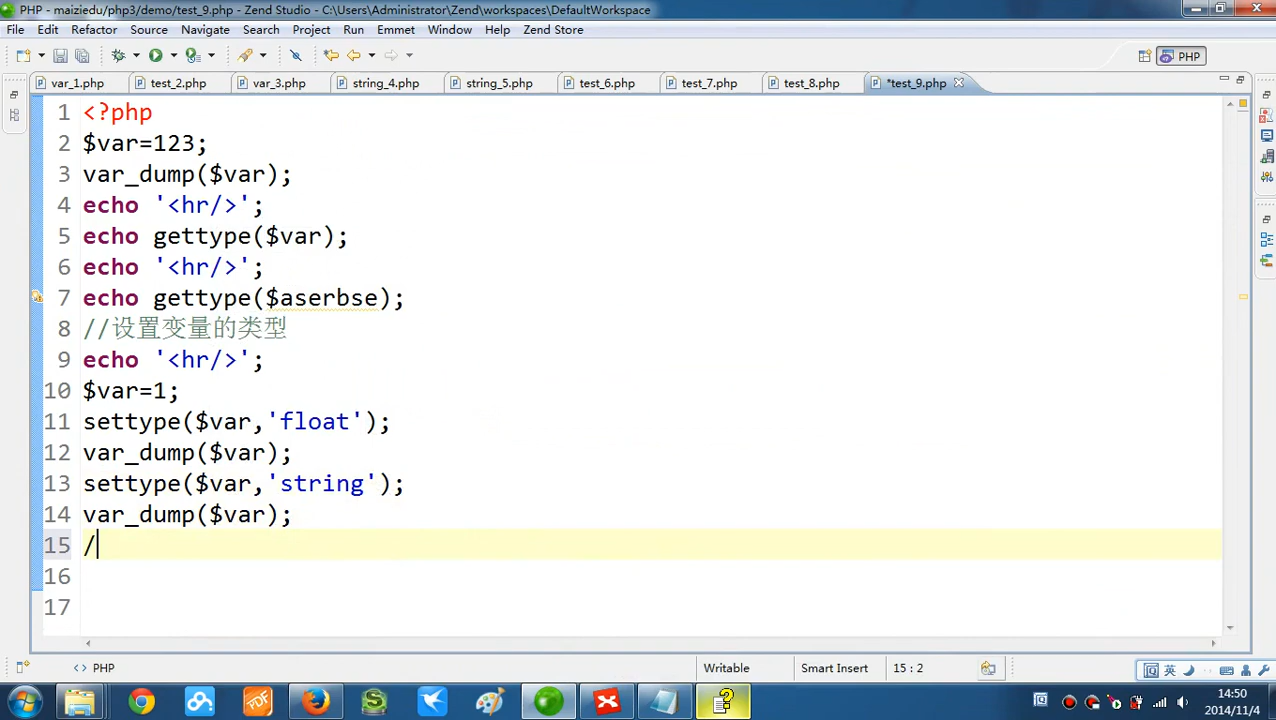 PHP - maiziedu/php3/demo/test_9.php - Zend Studio - C:\Users\Administrator\Zend\workspaces\DefaultWorkspace
File Edit Refactor Source Navigate Search Project Run Emmet Window Help Zend Store
PHP
var_1.php test_2.php var_3.php string_4.php string_5.php test_6.php test_7.php test_8.php *test_9.php
1 <?php
2 $var=123;
3 var_dump($var);
4 echo '<hr/>';
5 echo gettype($var);
6 echo '<hr/>';
7 echo gettype($aserbse);
8 //设置变量的类型
9 echo '<hr/>';
10 $var=1;
11 settype($var,'float');
12 var_dump($var);
13 settype($var,'string');
14 var_dump($var);
15 /
16
17
<> PHP Writable Smart Insert 15 : 2 英
14:50
2014/11/4